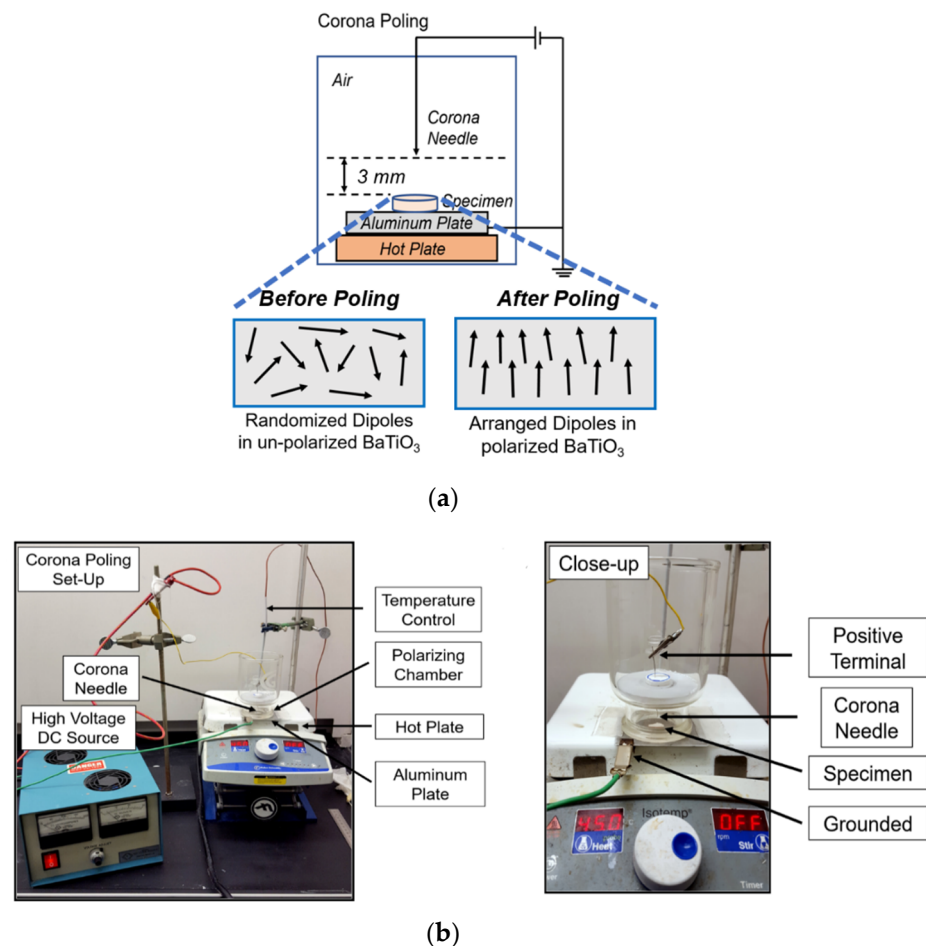 Corona Poling
Air
Corona
Needle
3 mm
Specimen
Aluminum Plate
Hot Plate
Before Poling
After Poling
Randomized Dipoles
in un-polarized BaTiO₃
Arranged Dipoles in
polarized BaTiO₃
(a)
Corona Poling
Set-Up
Temperature
Control
Corona
Needle
Polarizing
Chamber
High Voltage
DC Source
Hot Plate
Aluminum
Plate
DANGER
Close-up
Positive
Terminal
Corona
Needle
Specimen
Grounded
Isotemp
450
OFF
rpm
Heat
Stir
Timer
(b)